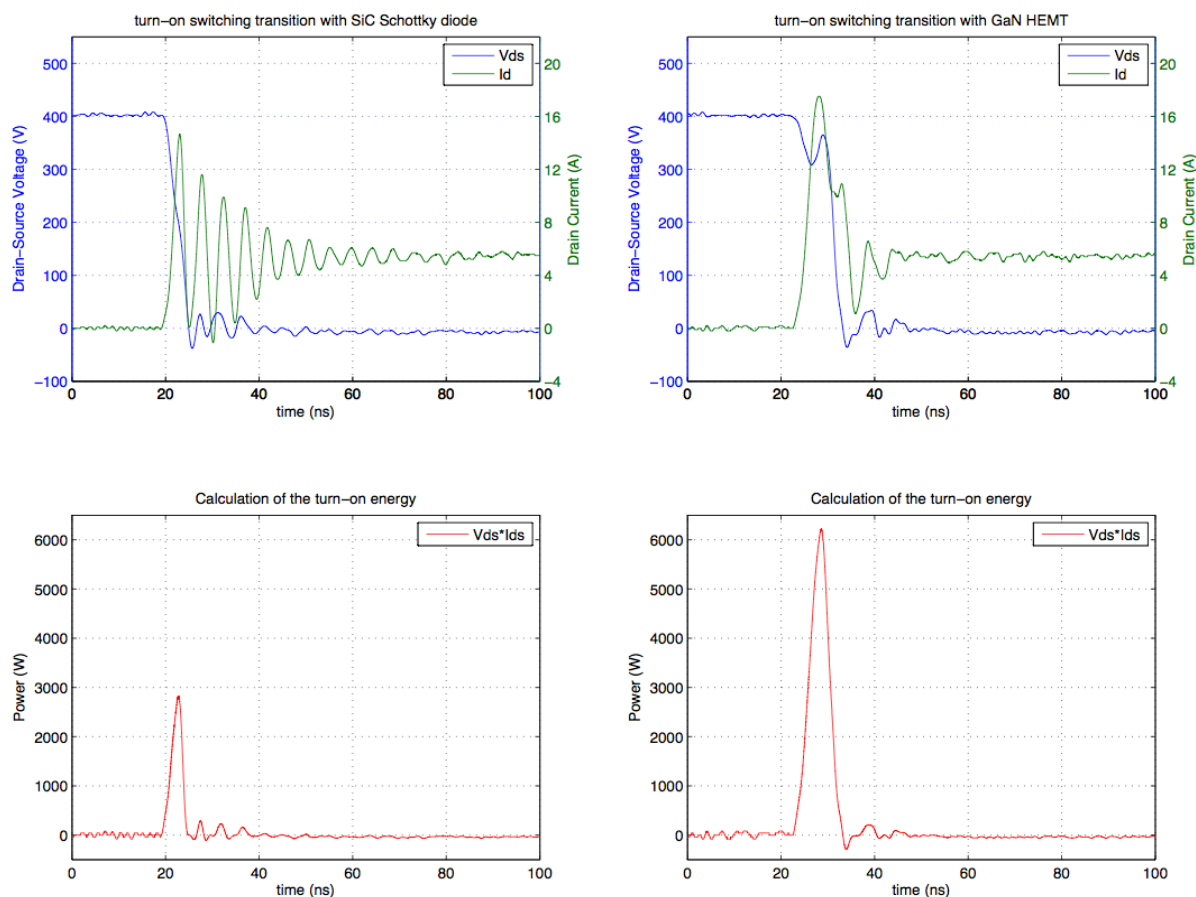 turn-on switching transition with SiC Schottky diode
500
400
300
200
100
0
-100
Drain-Source Voltage (V)
Vds
Id
20
16
12
8
4
0
-4
Drain Current (A)
0 20 40 60 80 100
time (ns)
turn-on switching transition with GaN HEMT
500
400
300
200
100
0
-100
Drain-Source Voltage (V)
Vds
Id
20
16
12
8
4
0
-4
Drain Current (A)
0 20 40 60 80 100
time (ns)
Calculation of the turn-on energy
6000
5000
4000
3000
2000
1000
0
Power (W)
Vds*Ids
0 20 40 60 80 100
time (ns)
Calculation of the turn-on energy
6000
5000
4000
3000
2000
1000
0
Power (W)
Vds*Ids
0 20 40 60 80 100
time (ns)